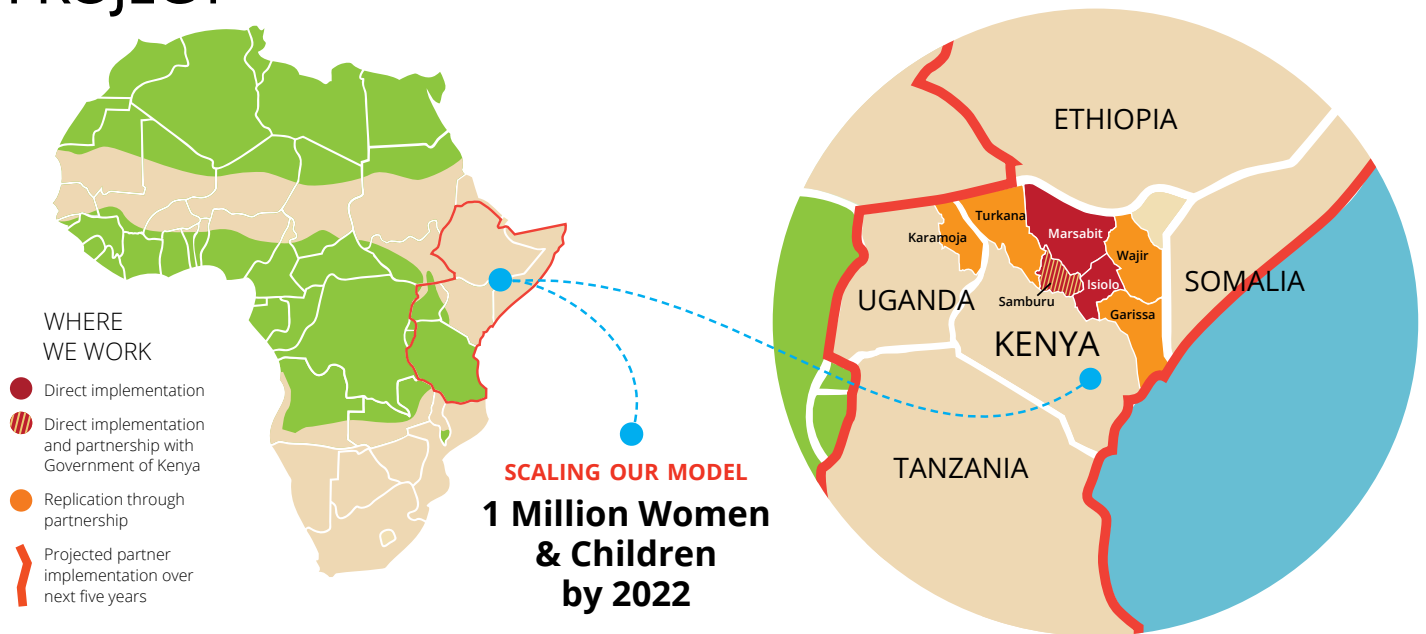 PROJECT
WHERE
WE WORK
Direct implementation
Direct implementation
and partnership with
Government of Kenya
Replication through
partnership
Projected partner
implementation over
next five years
SCALING OUR MODEL
1 Million Women
& Children
by 2022
ETHIOPIA
Turkana
Karamoja
Marsabit
Wajir
UGANDA
Samburu
Isiolo
SOMALIA
Garissa
KENYA
TANZANIA